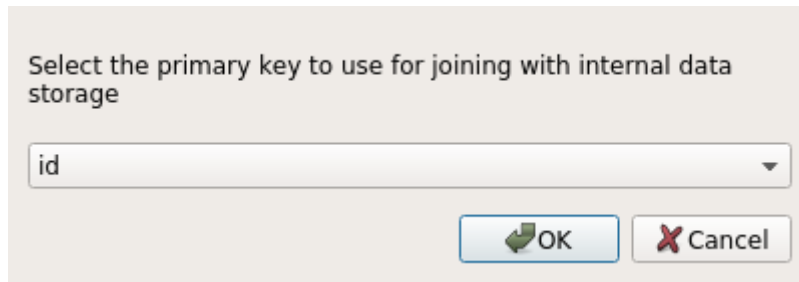 Select the primary key to use for joining with internal data
storage
id
OK
Cancel